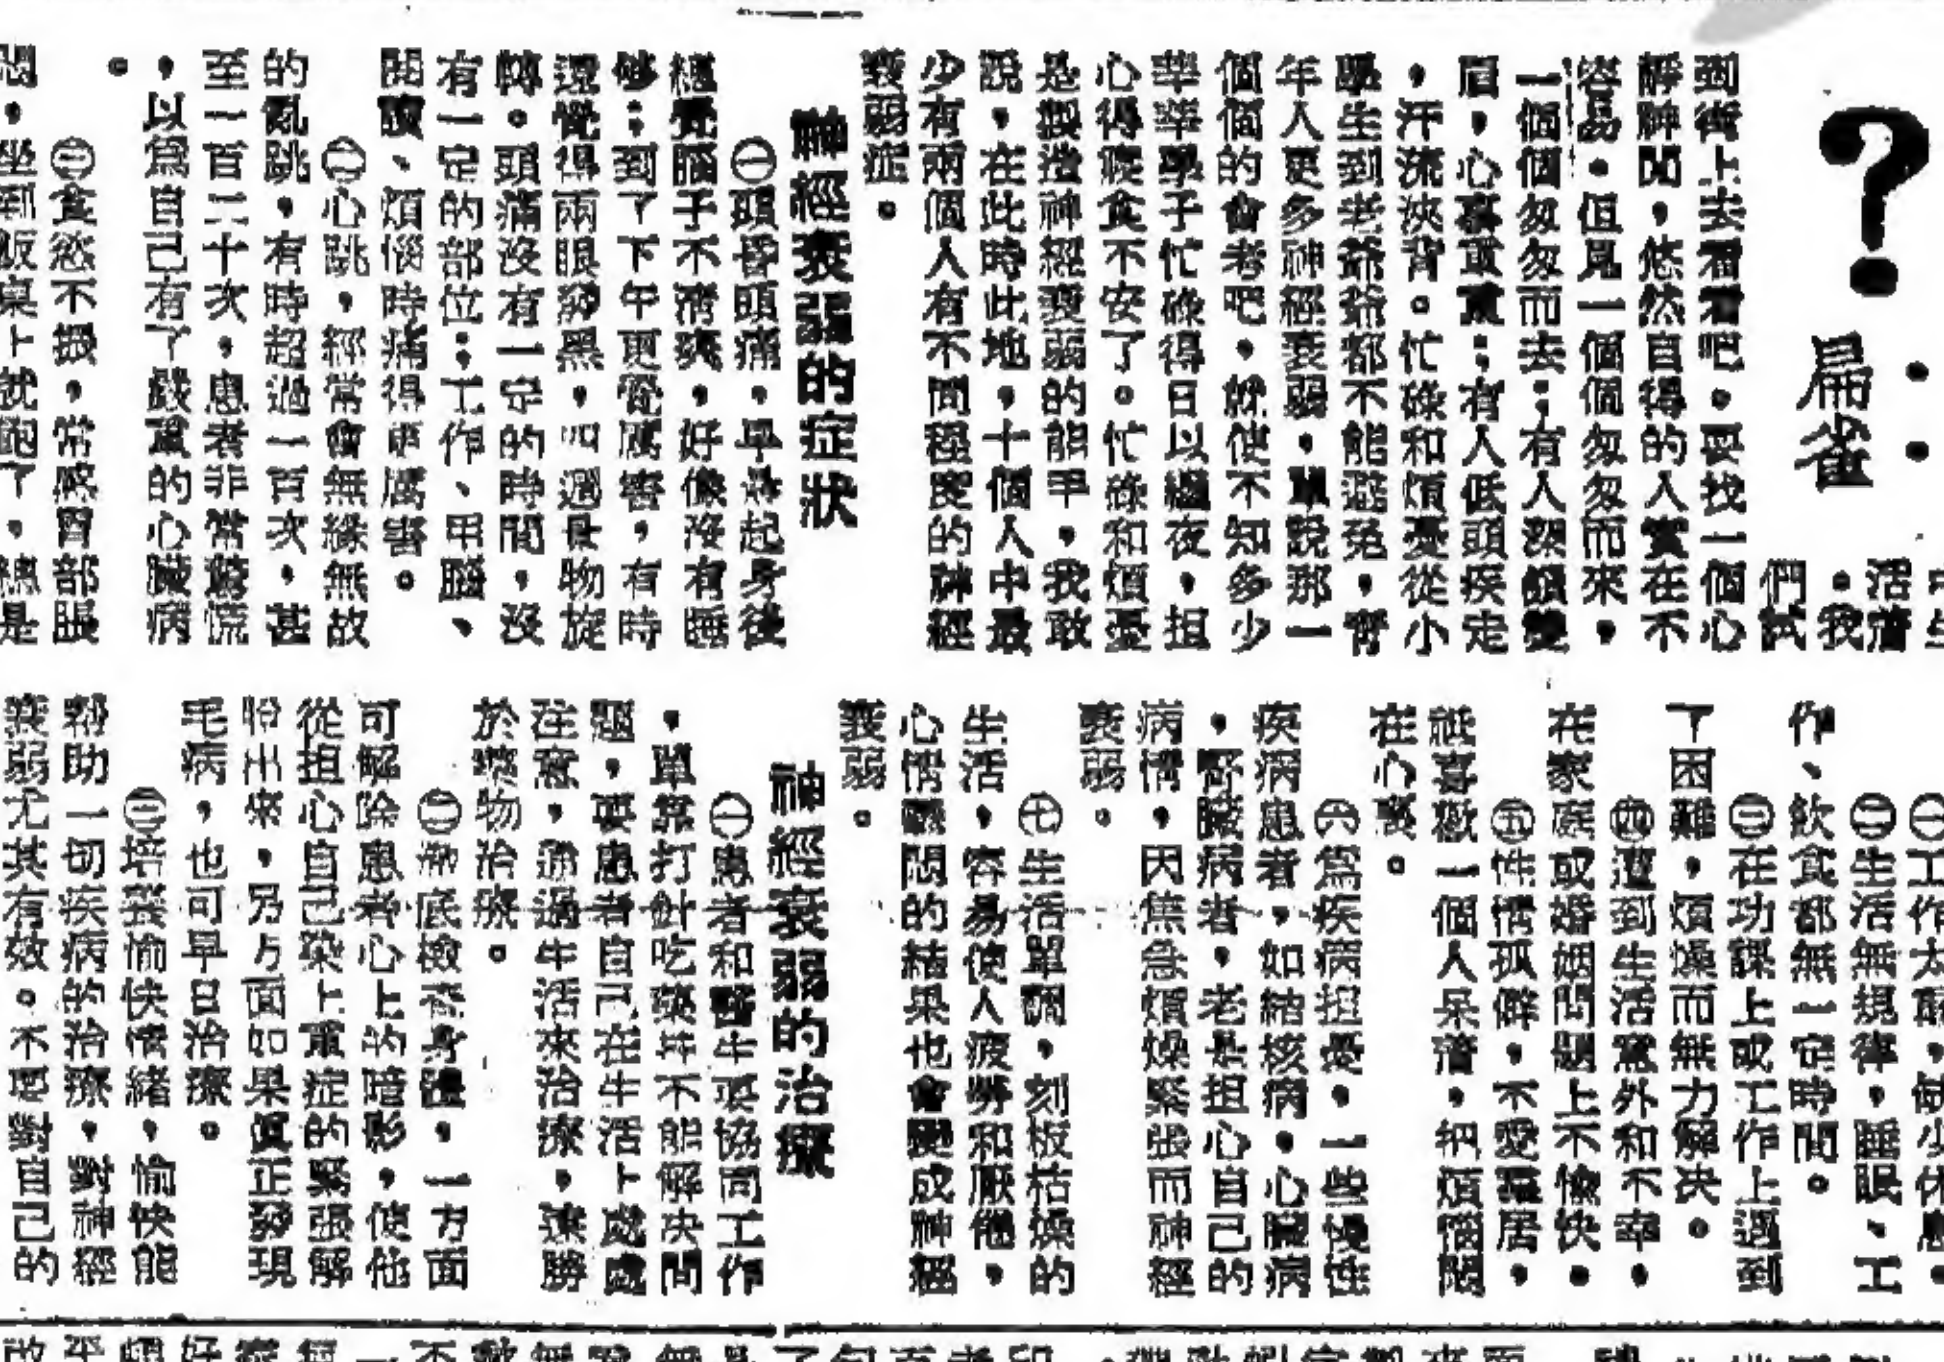 ?
扁雀
活着
。我
們試
到街上去看看吧。要找一個心
靜神閒,悠然自得的人實在不
容易。但見一個個匆匆而來,
一個個匆匆而去;有人深鎖雙
眉,心事重重;有人低頭疾走
,汗流浹背。忙碌和煩憂從小
學生到老爺爺都不能避免,青
年人更多神經衰弱。單說那一
個個的會考吧,就使不知多少
莘莘學子忙碌得日以繼夜,担
心得寢食不安了。忙碌和煩憂
是製造神經衰弱的能手,我敢
說,在此時此地,十個人中最
少有兩個人有不同程度的神經
衰弱症。
神經衰弱的症狀
㊀頭昏頭痛。早晨起身後
總覺腦子不清爽,好像沒有睡
够;到了下午更覺厲害,有時
還覺得兩眼發黑,四週景物旋
轉。頭痛沒有一定的時間,沒
有一定的部位;工作、用腦、
開讀、煩惱時痛得更厲害。
㊁心跳,經常會無緣無故
的亂跳,有時超過一百次,甚
至一百二十次,患者非常驚慌
,以爲自己有了嚴重的心臟病
。
㊂食慾不振,常感胃部脹
悶,坐到飯桌上就飽了,總是
㊀工作太 ,缺少休息。
㊁生活無規律,睡眠、工
作、飲食都無一定時間。
㊂在功課上或工作上遇到
了困難,煩燥而無力解決。
㊃遭到生活意外和不幸,
在家庭或婚姻問題上不愉快。
㊄性情孤僻,不愛羣居,
祇喜歡一個人呆着,把煩惱悶
在心裏。
㊅爲疾病担憂,一些慢性
疾病患者,如結核病,心臟病
,腎臟病者,老是担心自己的
病情,因焦急煩燥緊張而神經
衰弱。
㊆生活單調,刻板枯燥的
生活,容易使人疲勞和厭倦,
心情鬱悶的結果也會變成神經
衰弱。
神經衰弱的治療
㊀患者和醫生要協同工作
,單靠打針吃藥并不能解決問
題,要患者自己在生活上處處
注意,通過生活來治療,遠勝
於藥物治療。
㊁徹底檢查身體,一方面
可解除患者心上的暗影,使他
從担心自己染上重症的緊張解
脫出來,另方面如果眞正發現
毛病,也可早日治療。
㊂培養愉快情緒,愉快能
幫助一切疾病的治療,對神經
衰弱尤其有效。不要對自己的